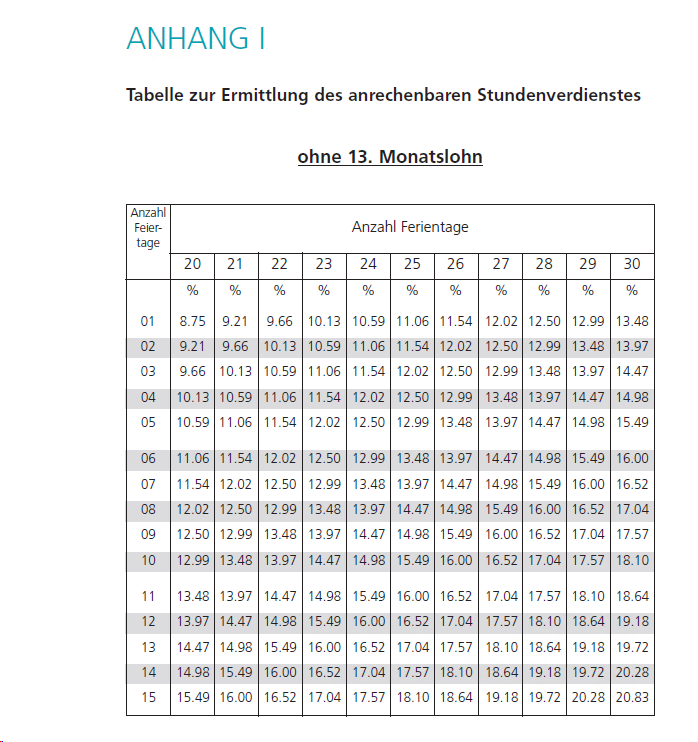 ANHANG I
Tabelle zur Ermittlung des anrechenbaren Stundenverdienstes
ohne 13. Monatslohn
Anzahl
Feier-
tage
Anzahl Ferientage
20 21 22 23 24 25 26 27 28 29 30
% % % % % % % % % % %
01 8.75 9.21 9.66 10.13 10.59 11.06 11.54 12.02 12.50 12.99 13.48
02 9.21 9.66 10.13 10.59 11.06 11.54 12.02 12.50 12.99 13.48 13.97
03 9.66 10.13 10.59 11.06 11.54 12.02 12.50 12.99 13.48 13.97 14.47
04 10.13 10.59 11.06 11.54 12.02 12.50 12.99 13.48 13.97 14.47 14.98
05 10.59 11.06 11.54 12.02 12.50 12.99 13.48 13.97 14.47 14.98 15.49
06 11.06 11.54 12.02 12.50 12.99 13.48 13.97 14.47 14.98 15.49 16.00
07 11.54 12.02 12.50 12.99 13.48 13.97 14.47 14.98 15.49 16.00 16.52
08 12.02 12.50 12.99 13.48 13.97 14.47 14.98 15.49 16.00 16.52 17.04
09 12.50 12.99 13.48 13.97 14.47 14.98 15.49 16.00 16.52 17.04 17.57
10 12.99 13.48 13.97 14.47 14.98 15.49 16.00 16.52 17.04 17.57 18.10
11 13.48 13.97 14.47 14.98 15.49 16.00 16.52 17.04 17.57 18.10 18.64
12 13.97 14.47 14.98 15.49 16.00 16.52 17.04 17.57 18.10 18.64 19.18
13 14.47 14.98 15.49 16.00 16.52 17.04 17.57 18.10 18.64 19.18 19.72
14 14.98 15.49 16.00 16.52 17.04 17.57 18.10 18.64 19.18 19.72 20.28
15 15.49 16.00 16.52 17.04 17.57 18.10 18.64 19.18 19.72 20.28 20.83